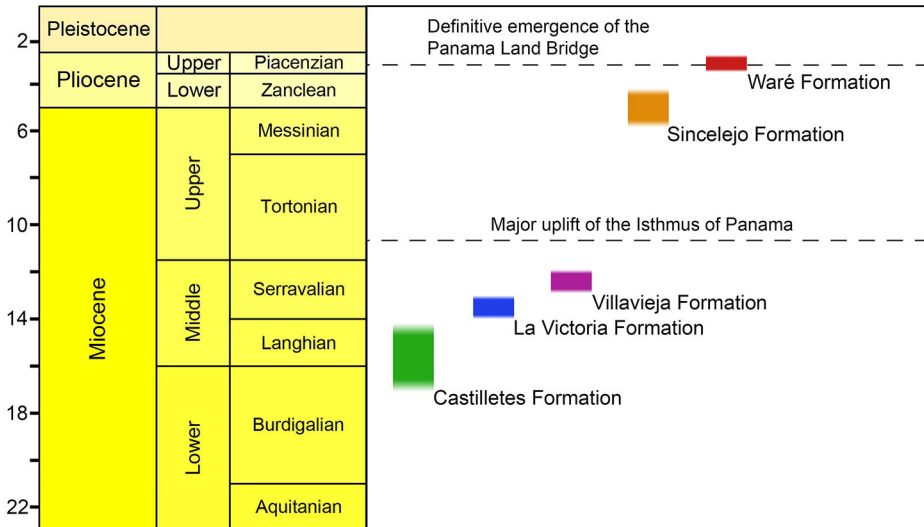 Pleistocene
2
Definitive emergence of the
Panama Land Bridge
Pliocene
Upper
Piacenzian
Lower
Zanclean
Waré Formation
Sincelejo Formation
6
Messinian
Upper
Tortonian
10
Major uplift of the Isthmus of Panama
Miocene
Middle
Serravalian
Villavieja Formation
14
La Victoria Formation
Langhian
Castilletes Formation
18
Lower
Burdigalian
22
Aquitanian